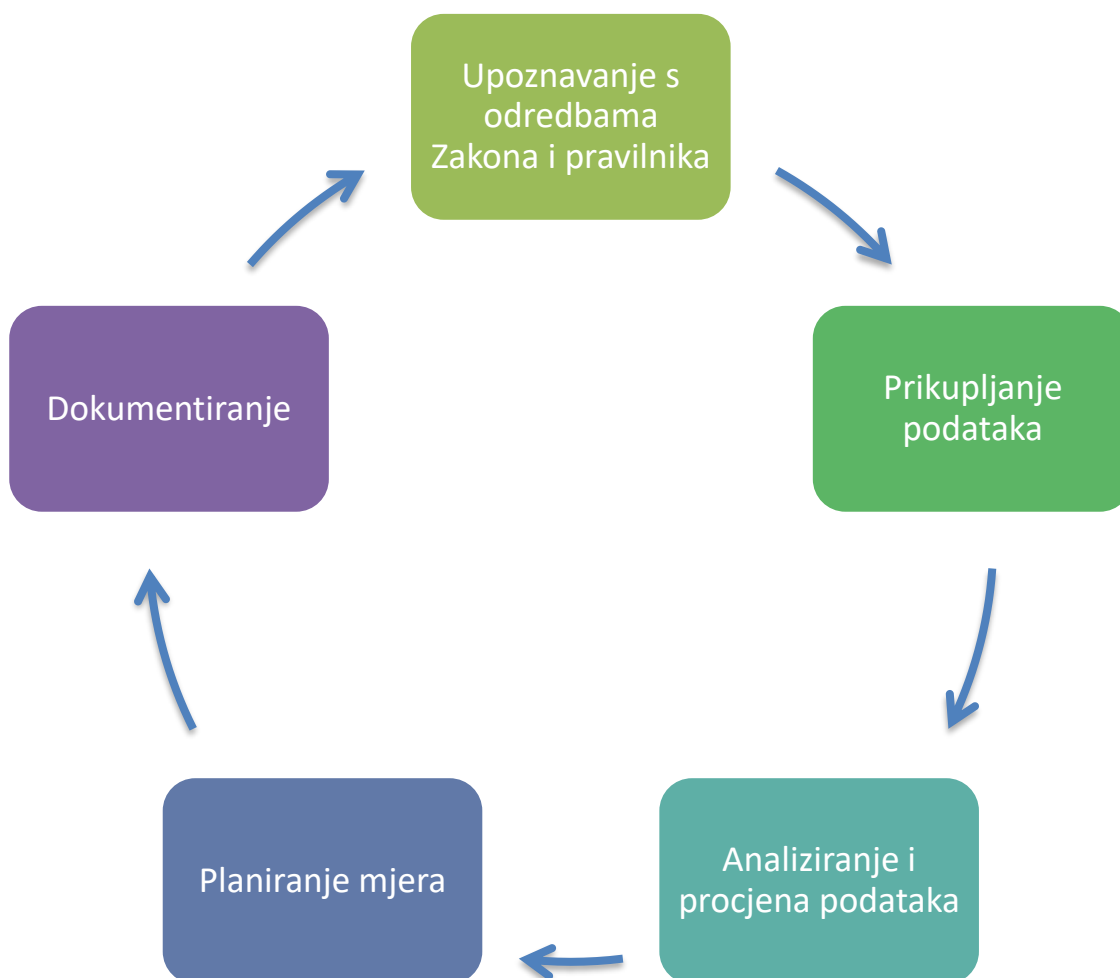 Upoznavanje s
odredbama
Zakona i pravilnika
Prikupljanje
podataka
Analiziranje i
procjena podataka
Planiranje mjera
Dokumentiranje